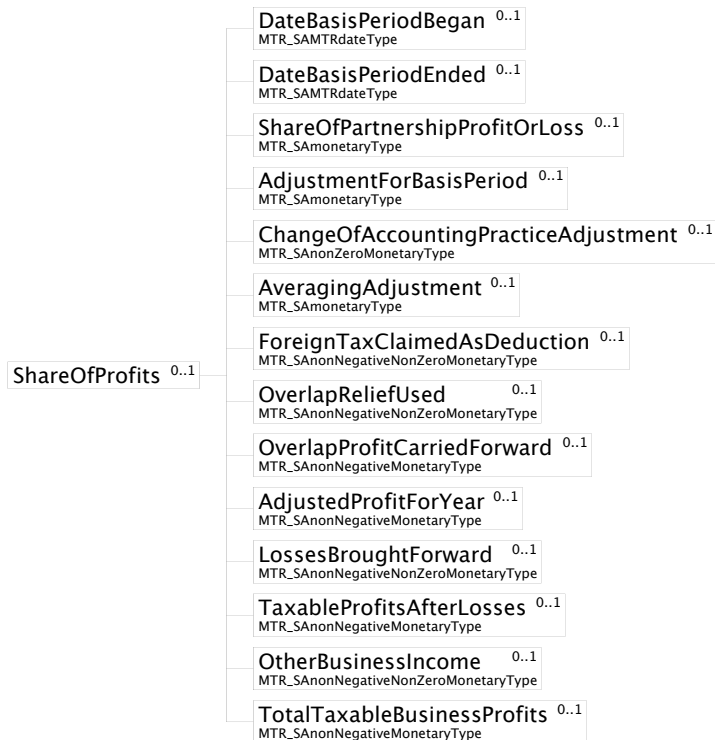 DateBasisPeriodBegan 0..1
MTR_SAMTRdateType
DateBasisPeriodEnded 0..1
MTR_SAMTRdateType
ShareOfPartnershipProfitOrLoss 0..1
MTR_SAmonetaryType
AdjustmentForBasisPeriod 0..1
MTR_SAmonetaryType
ChangeOfAccountingPracticeAdjustment 0..1
MTR_SAnonZeroMonetaryType
AveragingAdjustment 0..1
MTR_SAmonetaryType
ForeignTaxClaimedAsDeduction 0..1
MTR_SAnonNegativeNonZeroMonetaryType
ShareOfProfits 0..1
OverlapReliefUsed 0..1
MTR_SAnonNegativeNonZeroMonetaryType
OverlapProfitCarriedForward 0..1
MTR_SAnonNegativeMonetaryType
AdjustedProfitForYear 0..1
MTR_SAnonNegativeMonetaryType
LossesBroughtForward 0..1
MTR_SAnonNegativeNonZeroMonetaryType
TaxableProfitsAfterLosses 0..1
MTR_SAnonNegativeMonetaryType
OtherBusinessIncome 0..1
MTR_SAnonNegativeNonZeroMonetaryType
TotalTaxableBusinessProfits 0..1
MTR_SAnonNegativeMonetaryType